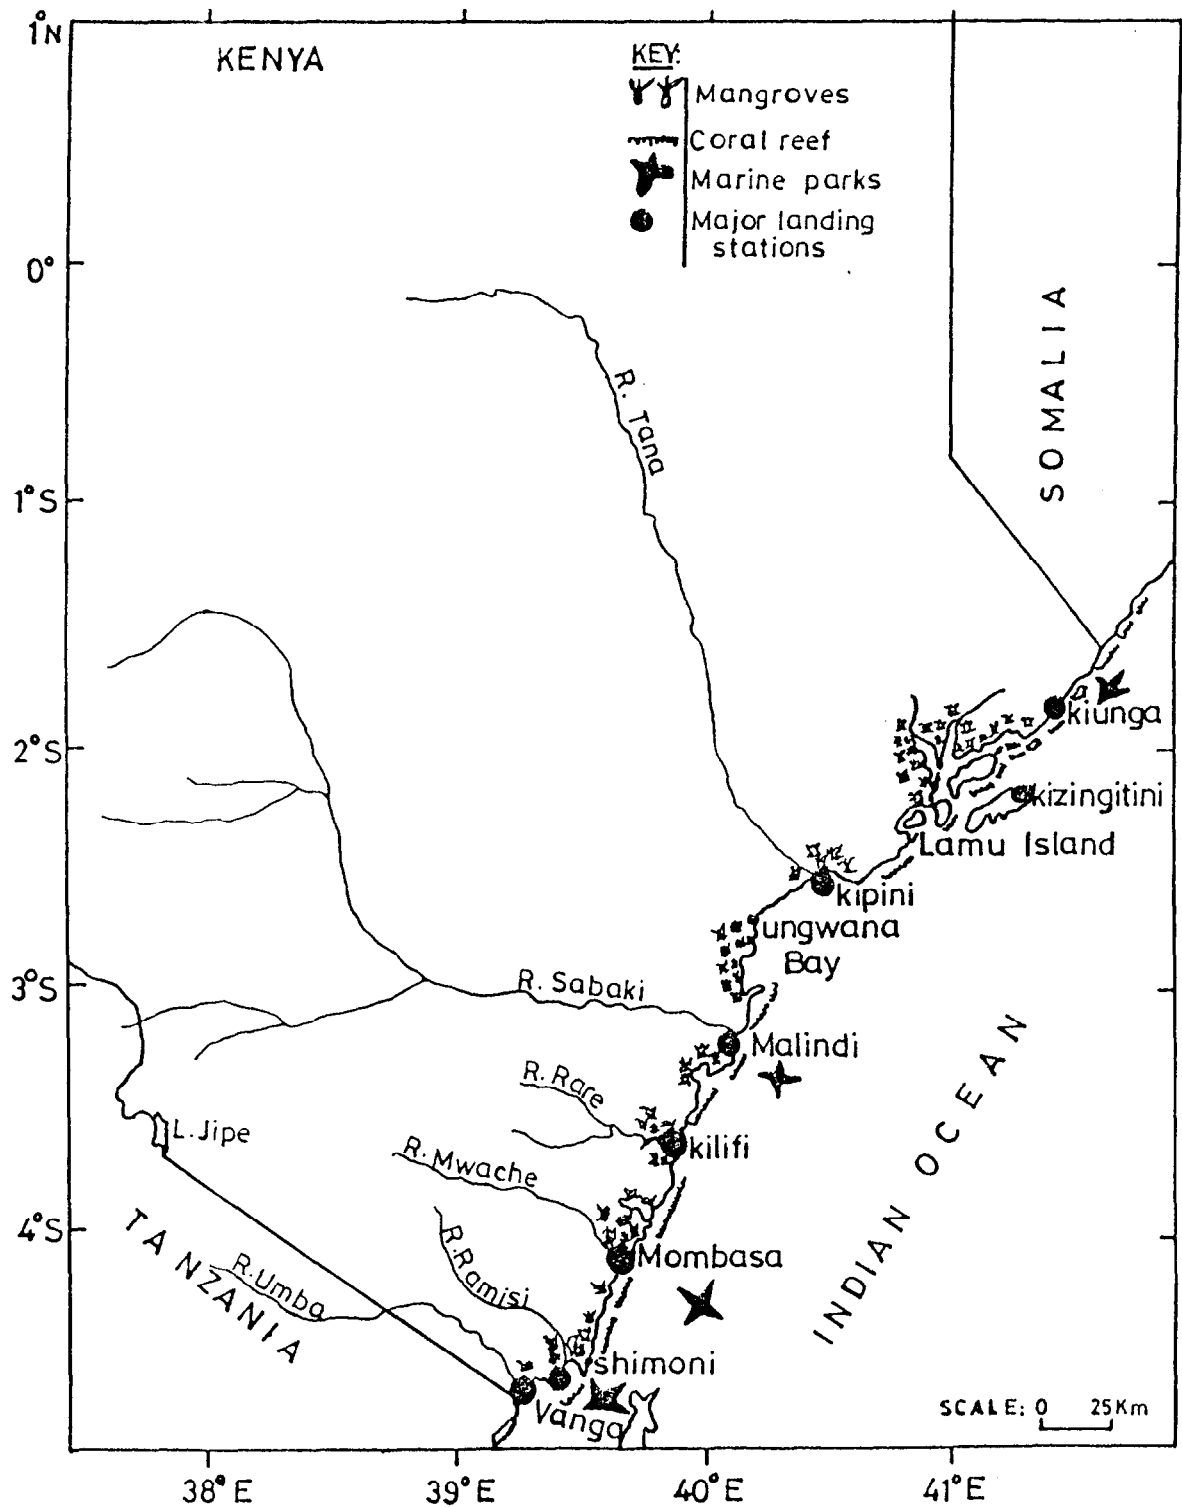 1°N
KENYA
KEY:
Mangroves
Coral reef
Marine parks
Major landing
stations
0°
SOMALIA
R. Tana
1°S
2°S
kiunga
kizingitini
Lamu Island
kipini
ungwana
Bay
3°S
R. Sabaki
Malindi
R. Rare
L. Jipe
kilifi
R. Mwache
4°S
TANZANIA
R. Umba
R. Ramisi
Mombasa
INDIAN OCEAN
shimoni
Vanga
SCALE: 0 25Km
38°E
39°E
40°E
41°E